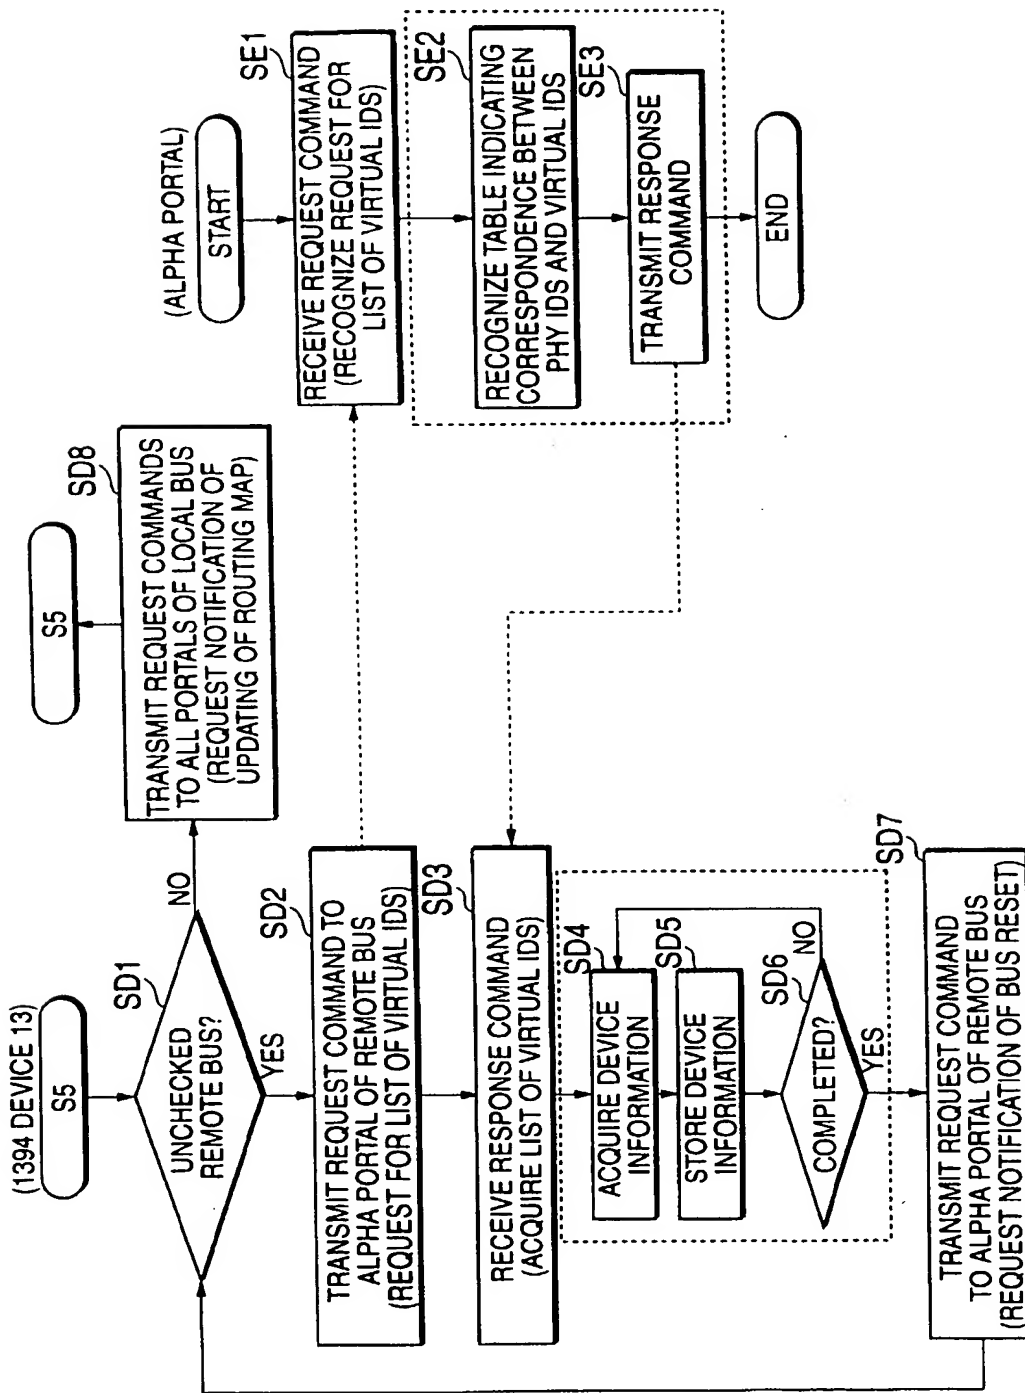 (1394 DEVICE 13)
S5
SD1
UNCHECKED
REMOTE BUS?
NO
YES
SD2
TRANSMIT REQUEST COMMAND TO
ALPHA PORTAL OF REMOTE BUS
(REQUEST FOR LIST OF VIRTUAL IDS)
SD3
RECEIVE RESPONSE COMMAND
(ACQUIRE LIST OF VIRTUAL IDS)
SD4
ACQUIRE DEVICE
INFORMATION
SD5
STORE DEVICE
INFORMATION
SD6
COMPLETED?
NO
YES
SD7
TRANSMIT REQUEST COMMAND
TO ALPHA PORTAL OF REMOTE BUS
(REQUEST NOTIFICATION OF BUS RESET)
S5
SD8
TRANSMIT REQUEST COMMANDS
TO ALL PORTALS OF LOCAL BUS
(REQUEST NOTIFICATION OF
UPDATING OF ROUTING MAP)
(ALPHA PORTAL)
START
SE1
RECEIVE REQUEST COMMAND
(RECOGNIZE REQUEST FOR
LIST OF VIRTUAL IDS)
SE2
RECOGNIZE TABLE INDICATING
CORRESPONDENCE BETWEEN
PHY IDS AND VIRTUAL IDS
SE3
TRANSMIT RESPONSE
COMMAND
END